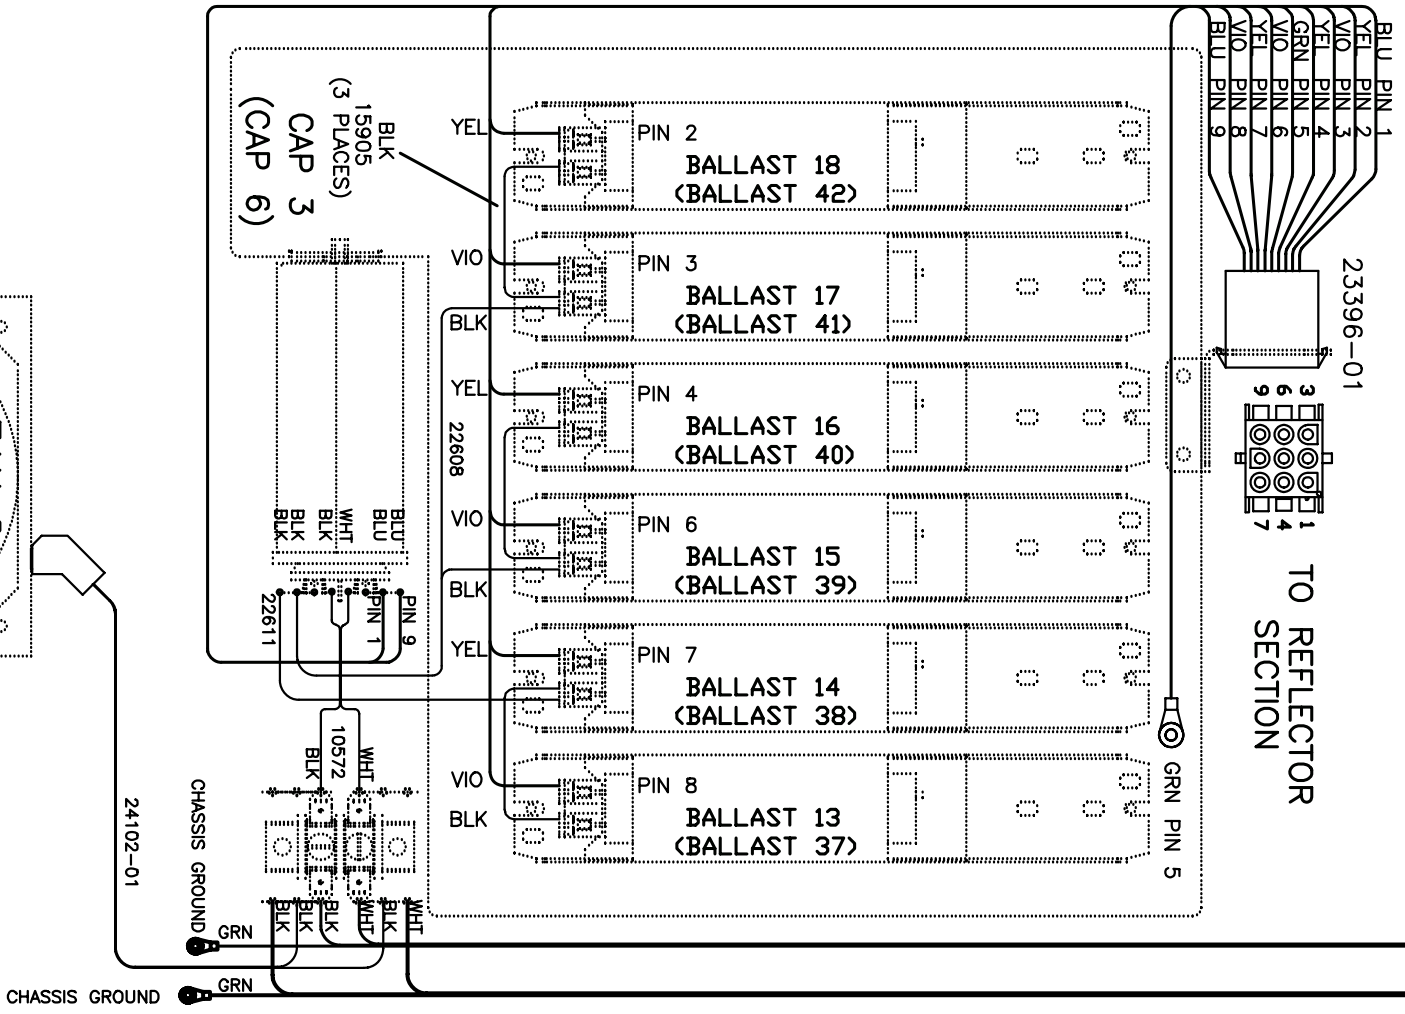 BLU PIN 1
YEL PIN 2
VIO PIN 3
YEL PIN 4
GRN PIN 5
VIO PIN 6
YEL PIN 7
VIO PIN 8
BLU PIN 9
23396-01
3
6
9
1
4
7
TO REFLECTOR
SECTION
GRN PIN 5
YEL
PIN 2
BALLAST 18
(BALLAST 42)
VIO
PIN 3
BALLAST 17
(BALLAST 41)
BLK
YEL
PIN 4
BALLAST 16
(BALLAST 40)
22608
VIO
PIN 6
BALLAST 15
(BALLAST 39)
BLK
YEL
PIN 7
BALLAST 14
(BALLAST 38)
VIO
PIN 8
BALLAST 13
(BALLAST 37)
BLK
BLK
15905
(3 PLACES)
CAP 3
(CAP 6)
BLU
BLU
WHT
BLK
BLK
BLK
PIN 9
PIN 1
22611
WHT
10572
BLK
WHT
BLK
WHT
BLK
BLK
BLK
24102-01
CHASSIS GROUND
GRN
CHASSIS GROUND
GRN